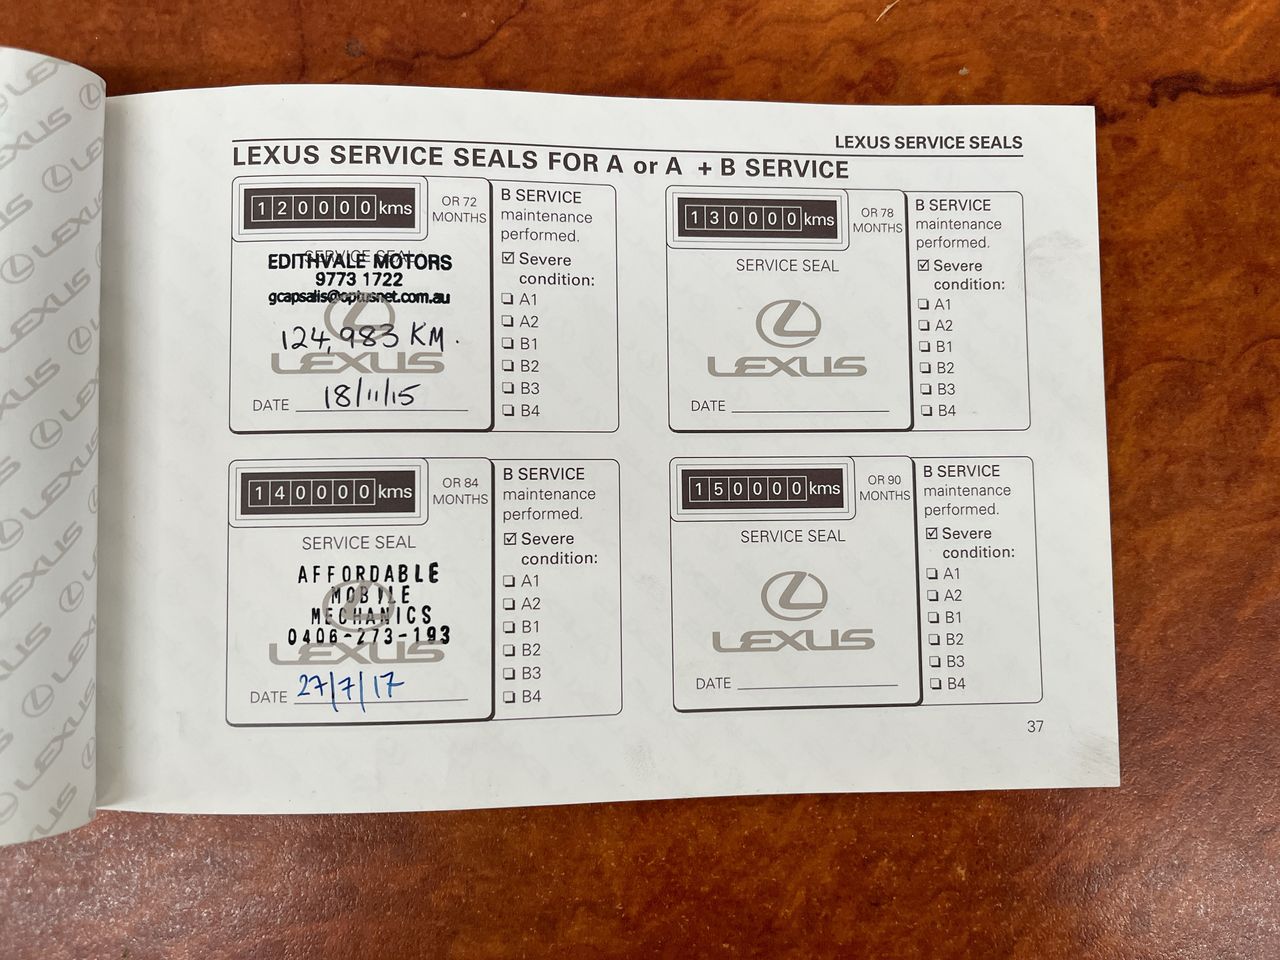 LEXUS SERVICE SEALS
LEXUS SERVICE SEALS FOR A or A + B SERVICE
120000 kms
OR 72
MONTHS
SERVICE SEAL
EDITHVALE MOTORS
9773 1722
gcapsalis@optusnet.com.au
124,983 KM.
LEXUS
DATE 18/11/15
B SERVICE
maintenance
performed.
☑ Severe
condition:
❏ A1
❏ A2
❏ B1
❏ B2
❏ B3
❏ B4
130000 kms
OR 78
MONTHS
SERVICE SEAL
LEXUS
DATE
B SERVICE
maintenance
performed.
☑ Severe
condition:
❏ A1
❏ A2
❏ B1
❏ B2
❏ B3
❏ B4
140000 kms
OR 84
MONTHS
SERVICE SEAL
AFFORDABLE
MOBILE
MECHANICS
0406-273-193
LEXUS
DATE 27/7/17
B SERVICE
maintenance
performed.
☑ Severe
condition:
❏ A1
❏ A2
❏ B1
❏ B2
❏ B3
❏ B4
150000 kms
OR 90
MONTHS
SERVICE SEAL
LEXUS
DATE
B SERVICE
maintenance
performed.
☑ Severe
condition:
❏ A1
❏ A2
❏ B1
❏ B2
❏ B3
❏ B4
37